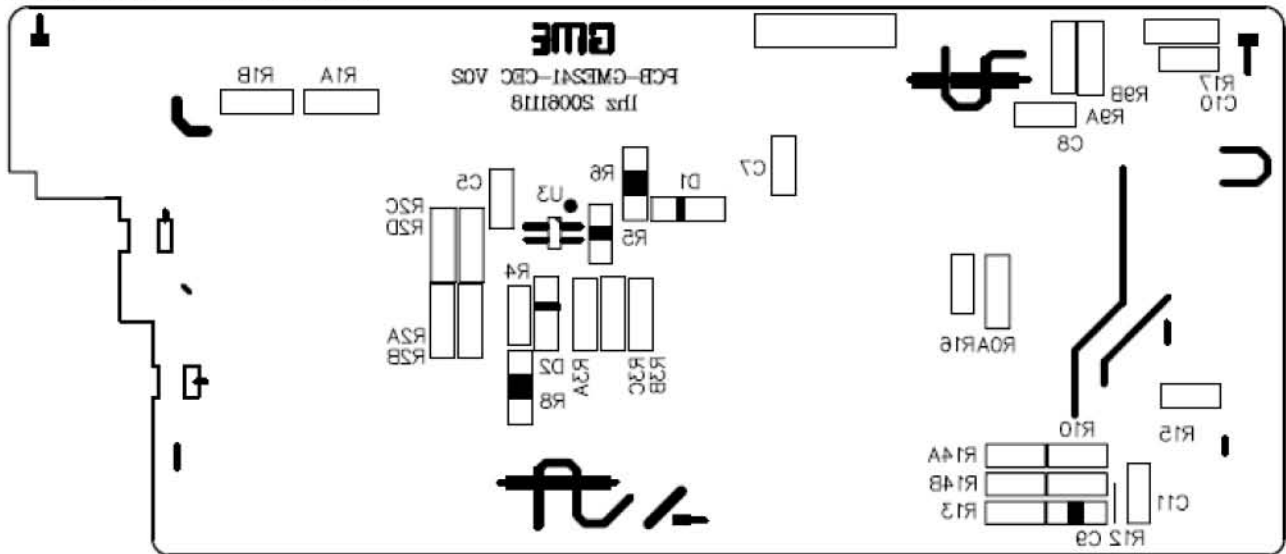 GME
PCB-GME241-CEC V02
lhz 20061118
R1B
R1A
R17
C10
R9B
R9A
C8
C7
R6
D1
C5
U3
R2C
R2D
R5
R4
R2A
R2B
D2
R8
R3A
R3C
R3B
R16
R0A
R10
R15
R14A
R14B
R13
C9
R12
C11